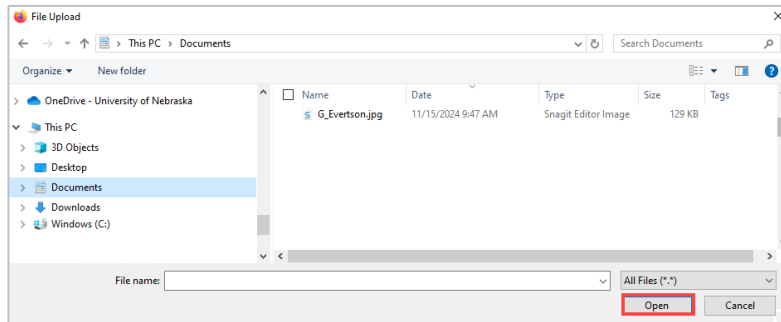 File Upload
This PC > Documents
Search Documents
Organize
New folder
OneDrive - University of Nebraska
This PC
3D Objects
Desktop
Documents
Downloads
Windows (C:)
Name Date Type Size Tags
G_Evertson.jpg 11/15/2024 9:47 AM Snagit Editor Image 129 KB
File name:
All Files (*.*)
Open
Cancel